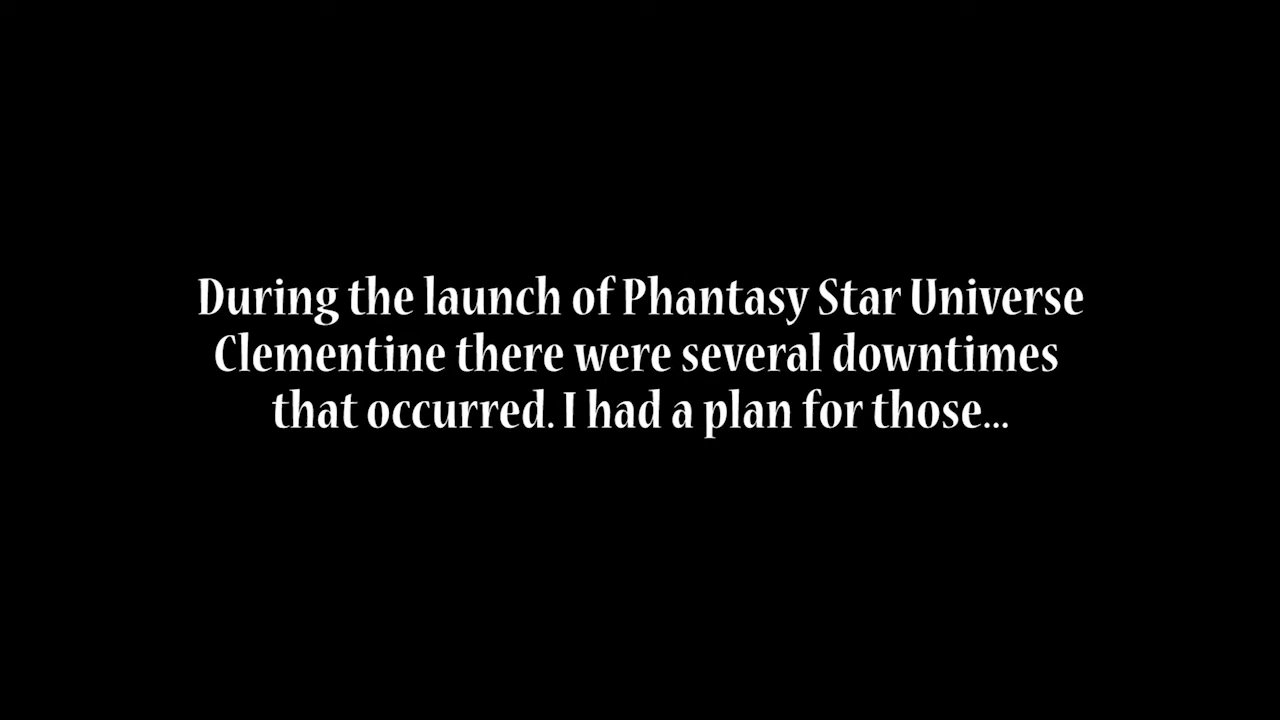 During the launch of Phantasy Star Universe
Clementine there were several downtimes
that occurred. I had a plan for those...